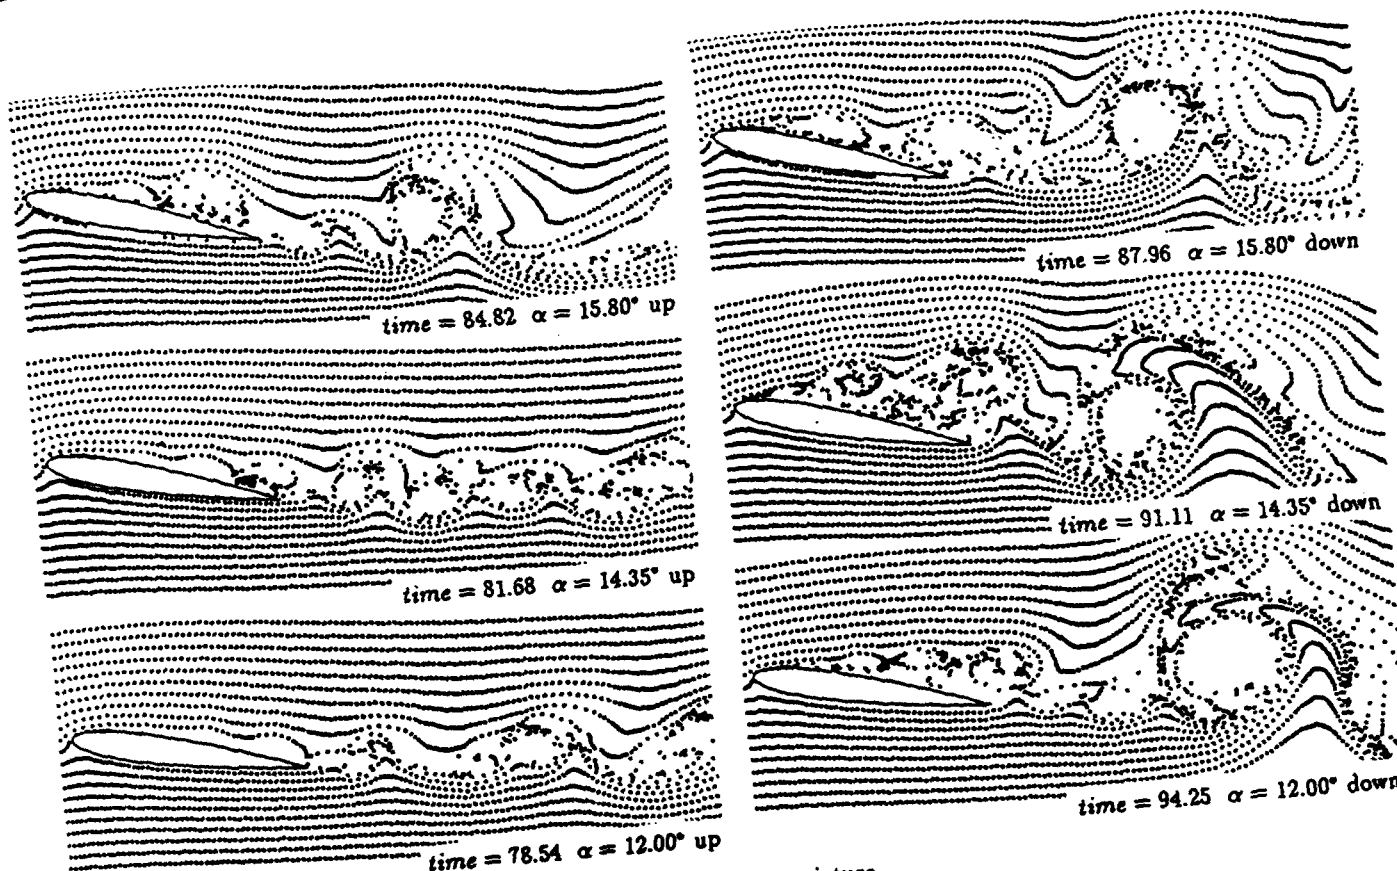 time = 84.82 α = 15.80° up
time = 81.68 α = 14.35° up
time = 78.54 α = 12.00° up
time = 87.96 α = 15.80° down
time = 91.11 α = 14.35° down
time = 94.25 α = 12.00° down